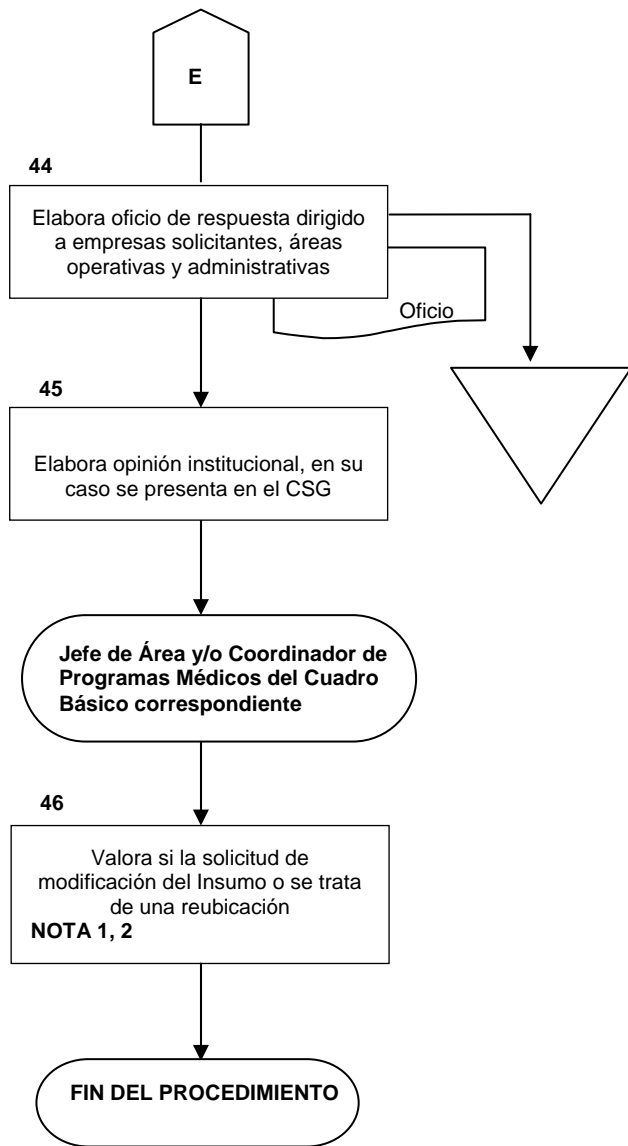 E
44
Elabora oficio de respuesta dirigido
a empresas solicitantes, áreas
operativas y administrativas
Oficio
45
Elabora opinión institucional, en su
caso se presenta en el CSG
Jefe de Área y/o Coordinador de
Programas Médicos del Cuadro
Básico correspondiente
46
Valora si la solicitud de
modificación del Insumo o se trata
de una reubicación
NOTA 1, 2
FIN DEL PROCEDIMIENTO